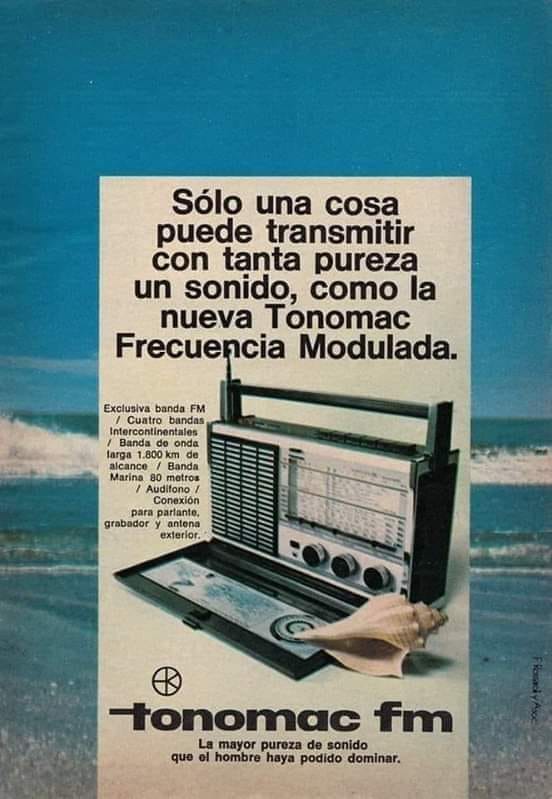 Sólo una cosa
puede transmitir
con tanta pureza
un sonido, como la
nueva Tonomac
Frecuencia Modulada.
Exclusiva banda FM
/ Cuatro bandas
Intercontinentales
/ Banda de onda
larga 1.800 km de
alcance / Banda
Marina 80 metros
/ Audífono /
Conexión
para parlante,
grabador y antena
exterior.
tonomac fm
La mayor pureza de sonido
que el hombre haya podido dominar.